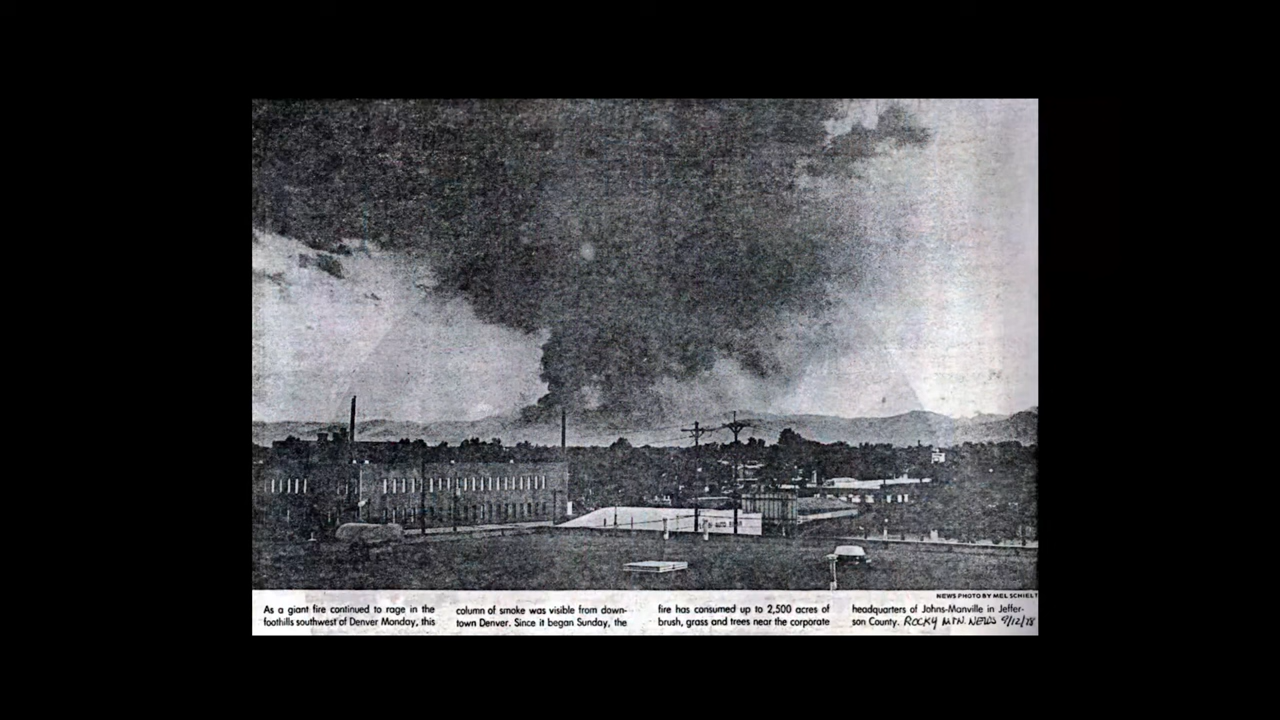 NEWS PHOTO BY MEL SCHIELT
As a giant fire continued to rage in the
foothills southwest of Denver Monday, this
column of smoke was visible from down-
town Denver. Since it began Sunday, the
fire has consumed up to 2,500 acres of
brush, grass and trees near the corporate
headquarters of Johns-Manville in Jeffer-
son County. ROCKY MTN. NEWS 9/12/78